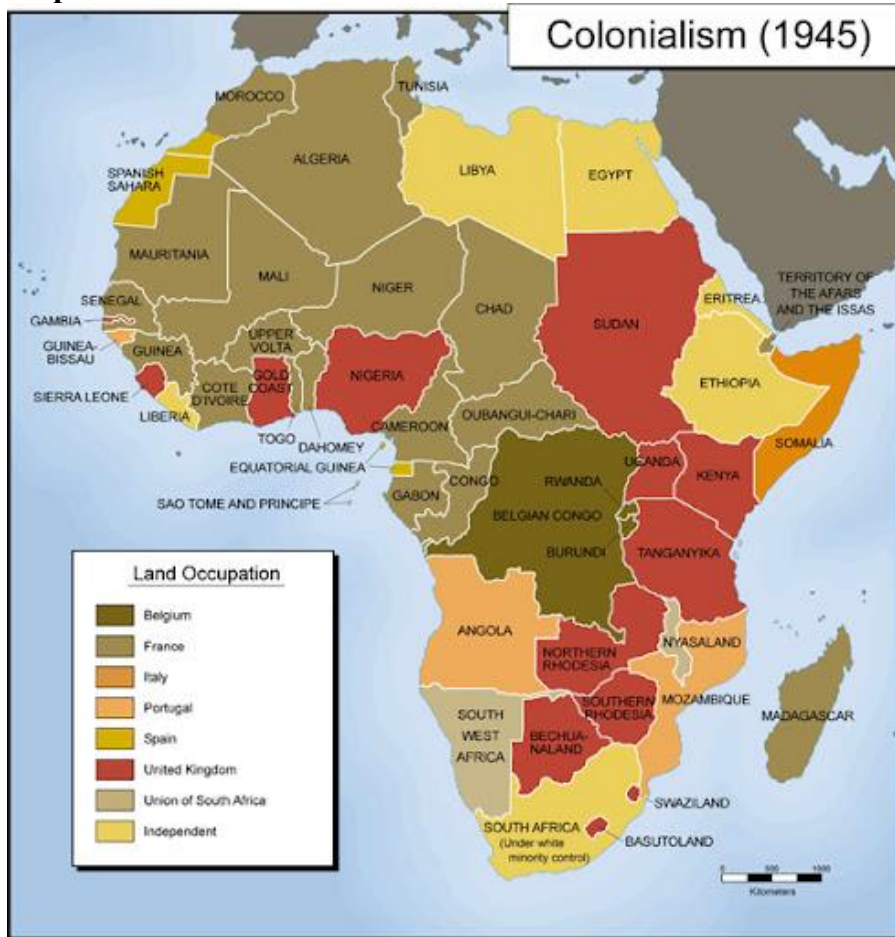 Colonialism (1945)
TUNISIA
MOROCCO
ALGERIA
LIBYA
EGYPT
SPANISH
SAHARA
MAURITANIA
MALI
NIGER
CHAD
SUDAN
ERITREA
TERRITORY OF
THE AFARS
AND THE ISSAS
SENEGAL
GAMBIA
GUINEA-
BISSAU
GUINEA
UPPER
VOLTA
NIGERIA
ETHIOPIA
SIERRA LEONE
COTE
D'IVOIRE
GOLD
COAST
LIBERIA
TOGO
DAHOMEY
CAMEROON
OUBANGUI-CHARI
SOMALIA
EQUATORIAL GUINEA
SAO TOME AND PRINCIPE
GABON
CONGO
RWANDA
UGANDA
KENYA
BELGIAN CONGO
BURUNDI
TANGANYIKA
ANGOLA
NORTHERN
RHODESIA
NYASALAND
MOZAMBIQUE
SOUTHERN
RHODESIA
MADAGASCAR
SOUTH
WEST
AFRICA
BECHUA-
NALAND
SWAZILAND
BASUTOLAND
SOUTH AFRICA
(Under white
minority control)
Land Occupation
Belgium
France
Italy
Portugal
Spain
United Kingdom
Union of South Africa
Independent
0 500 1000
Kilometers